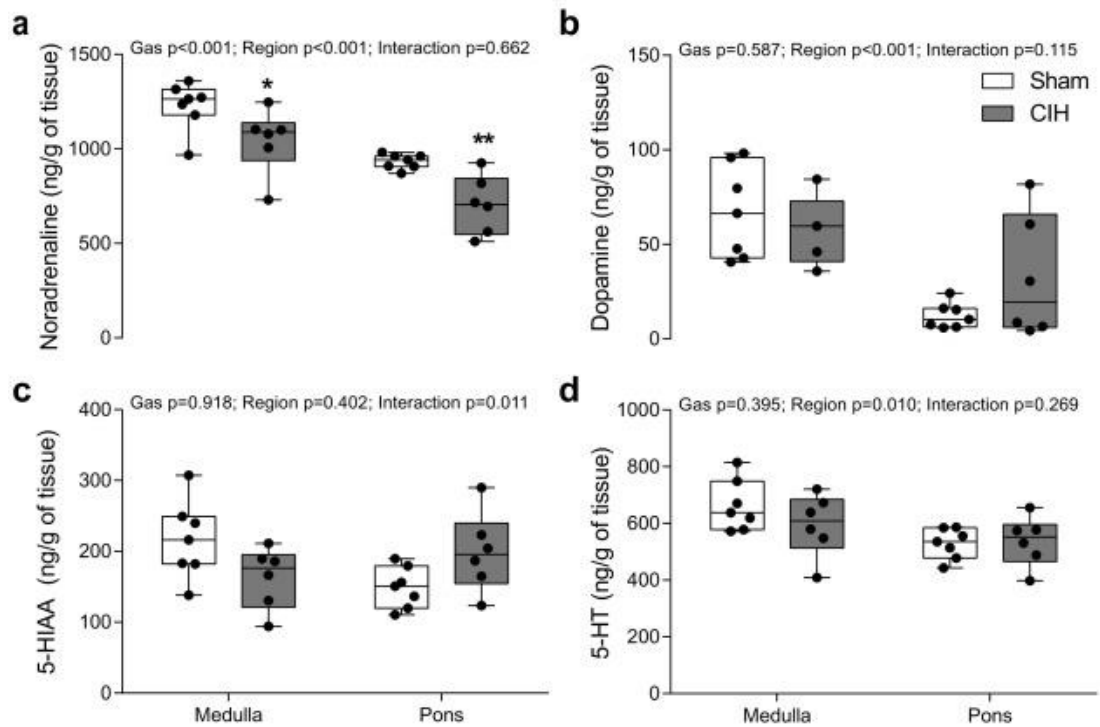 a
Gas p<0.001; Region p<0.001; Interaction p=0.662
Noradrenaline (ng/g of tissue)
1500
1000
500
0
*
**
b
Gas p=0.587; Region p<0.001; Interaction p=0.115
Dopamine (ng/g of tissue)
150
100
50
0
Sham
CIH
c
Gas p=0.918; Region p=0.402; Interaction p=0.011
5-HIAA (ng/g of tissue)
400
300
200
100
0
Medulla
Pons
d
Gas p=0.395; Region p=0.010; Interaction p=0.269
5-HT (ng/g of tissue)
1000
800
600
400
200
0
Medulla
Pons